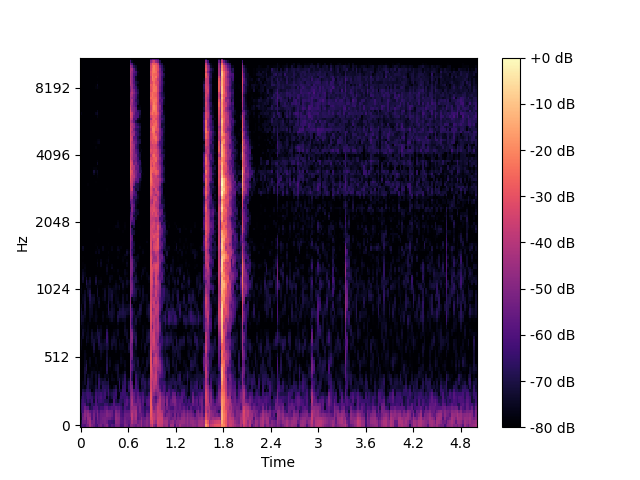 Hz
8192
4096
2048
1024
512
0
0 0.6 1.2 1.8 2.4 3 3.6 4.2 4.8
Time
+0 dB
-10 dB
-20 dB
-30 dB
-40 dB
-50 dB
-60 dB
-70 dB
-80 dB